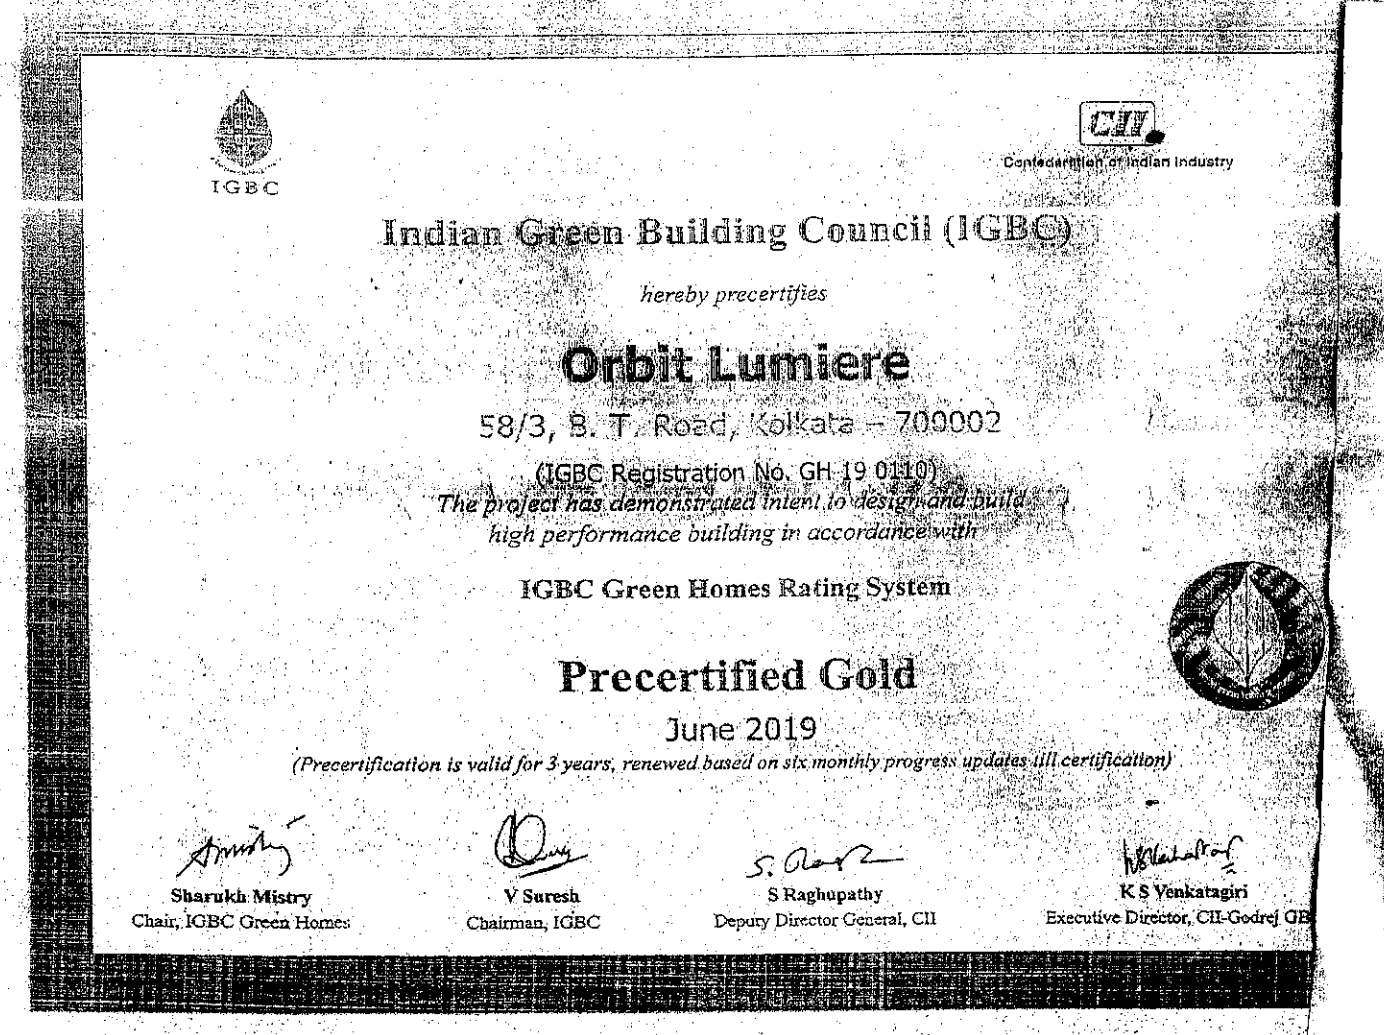 IGBC
CII
Confederation of Indian Industry
Indian Green Building Council (IGBC)
hereby precertifies
Orbit Lumiere
58/3, B. T. Road, Kolkata – 700002
(IGBC Registration No. GH 19 0110)
The project has demonstrated intent to design and build
high performance building in accordance with
IGBC Green Homes Rating System
Precertified Gold
June 2019
(Precertification is valid for 3 years, renewed based on six monthly progress updates till certification)
Sharukh Mistry V Suresh S Raghupathy K S Venkatagiri
Chair, IGBC Green Homes Chairman, IGBC Deputy Director General, CII Executive Director, CII-Godrej GB